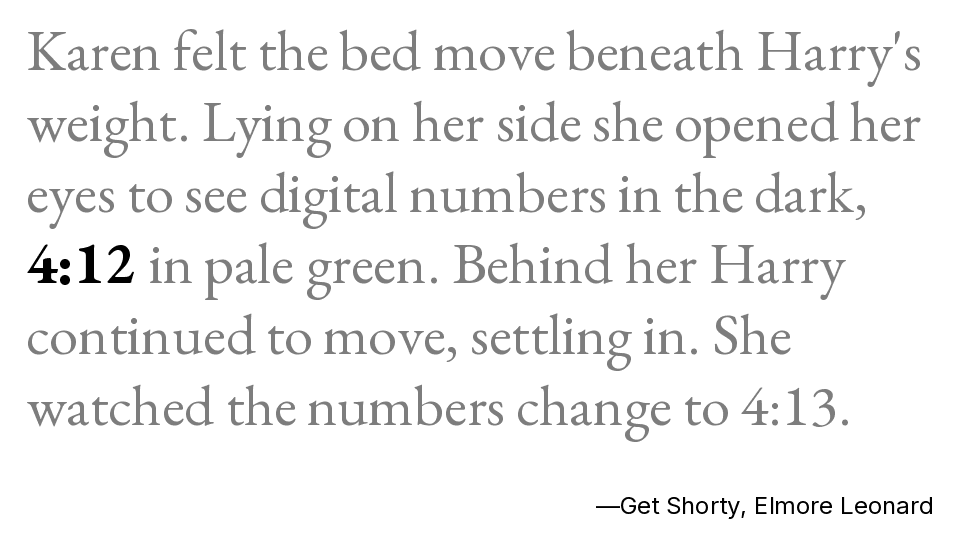 Karen felt the bed move beneath Harry's
weight. Lying on her side she opened her
eyes to see digital numbers in the dark,
4:12 in pale green. Behind her Harry
continued to move, settling in. She
watched the numbers change to 4:13.
—Get Shorty, Elmore Leonard